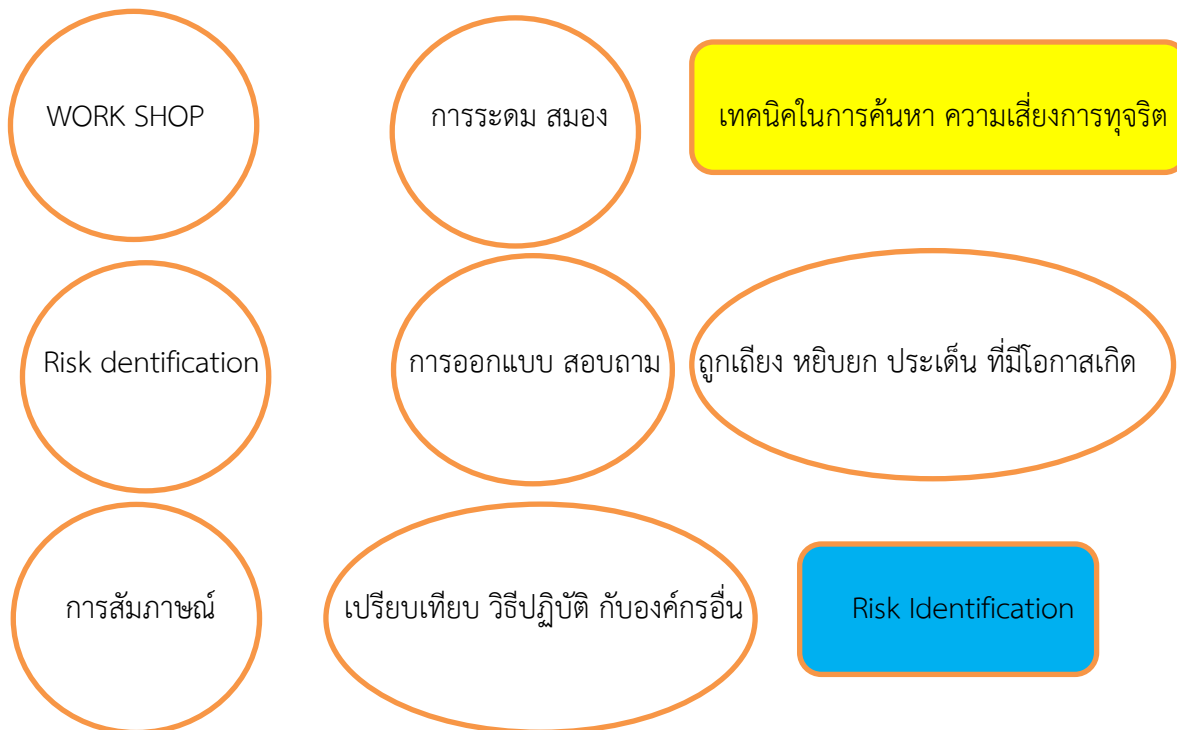 WORK SHOP
การระดม สมอง
เทคนิคในการค้นหา ความเสี่ยงการทุจริต
Risk dentification
การออกแบบ สอบถาม
ถูกเถียง หยิบยก ประเด็น ที่มีโอกาสเกิด
การสัมภาษณ์
เปรียบเทียบ วิธีปฏิบัติ กับองค์กรอื่น
Risk Identification